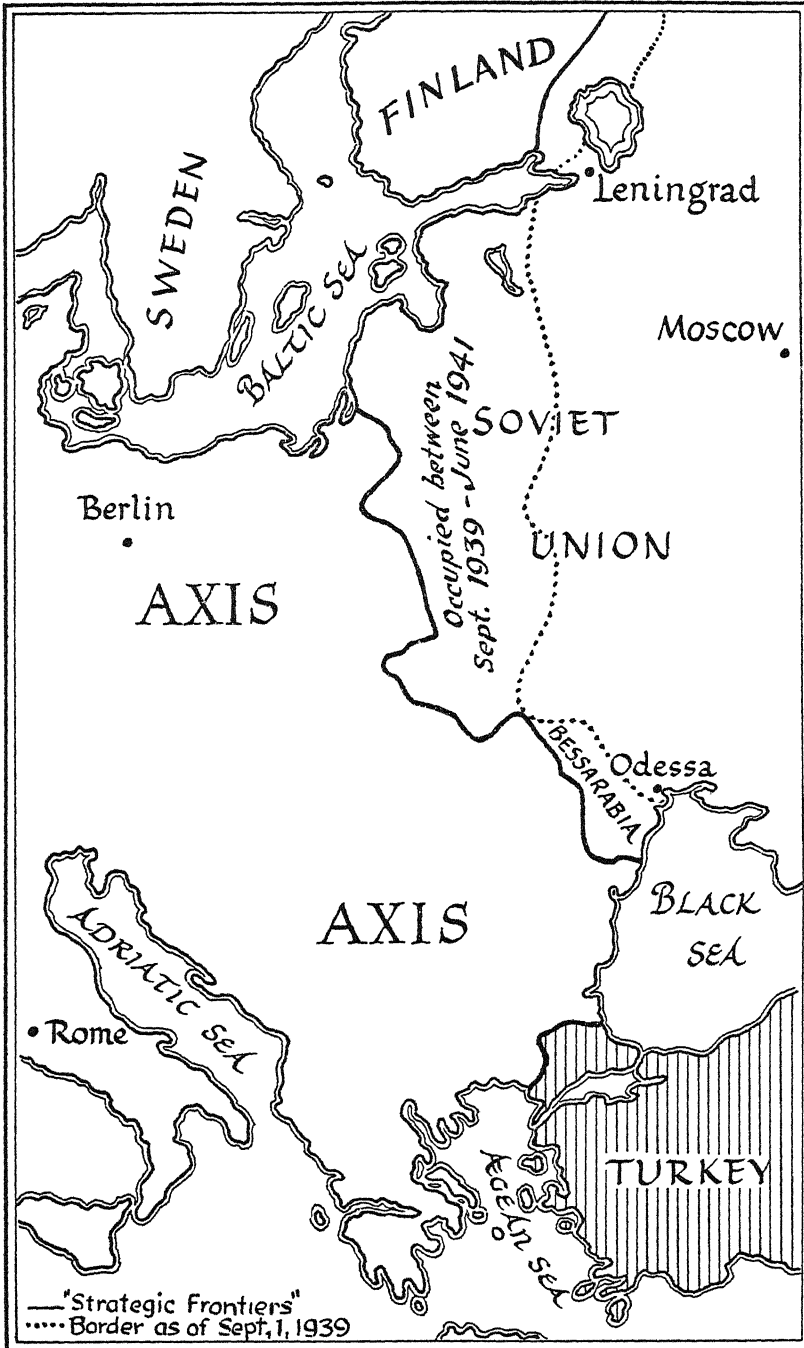 FINLAND
Leningrad
SWEDEN
BALTIC SEA
Moscow
Occupied between
Sept. 1939 - June 1941
SOVIET
UNION
Berlin
AXIS
BESSARABIA
Odessa
AXIS
BLACK
SEA
ADRIATIC SEA
Rome
TURKEY
ÆGEAN SEA
"Strategic Frontiers"
Border as of Sept, 1, 1939